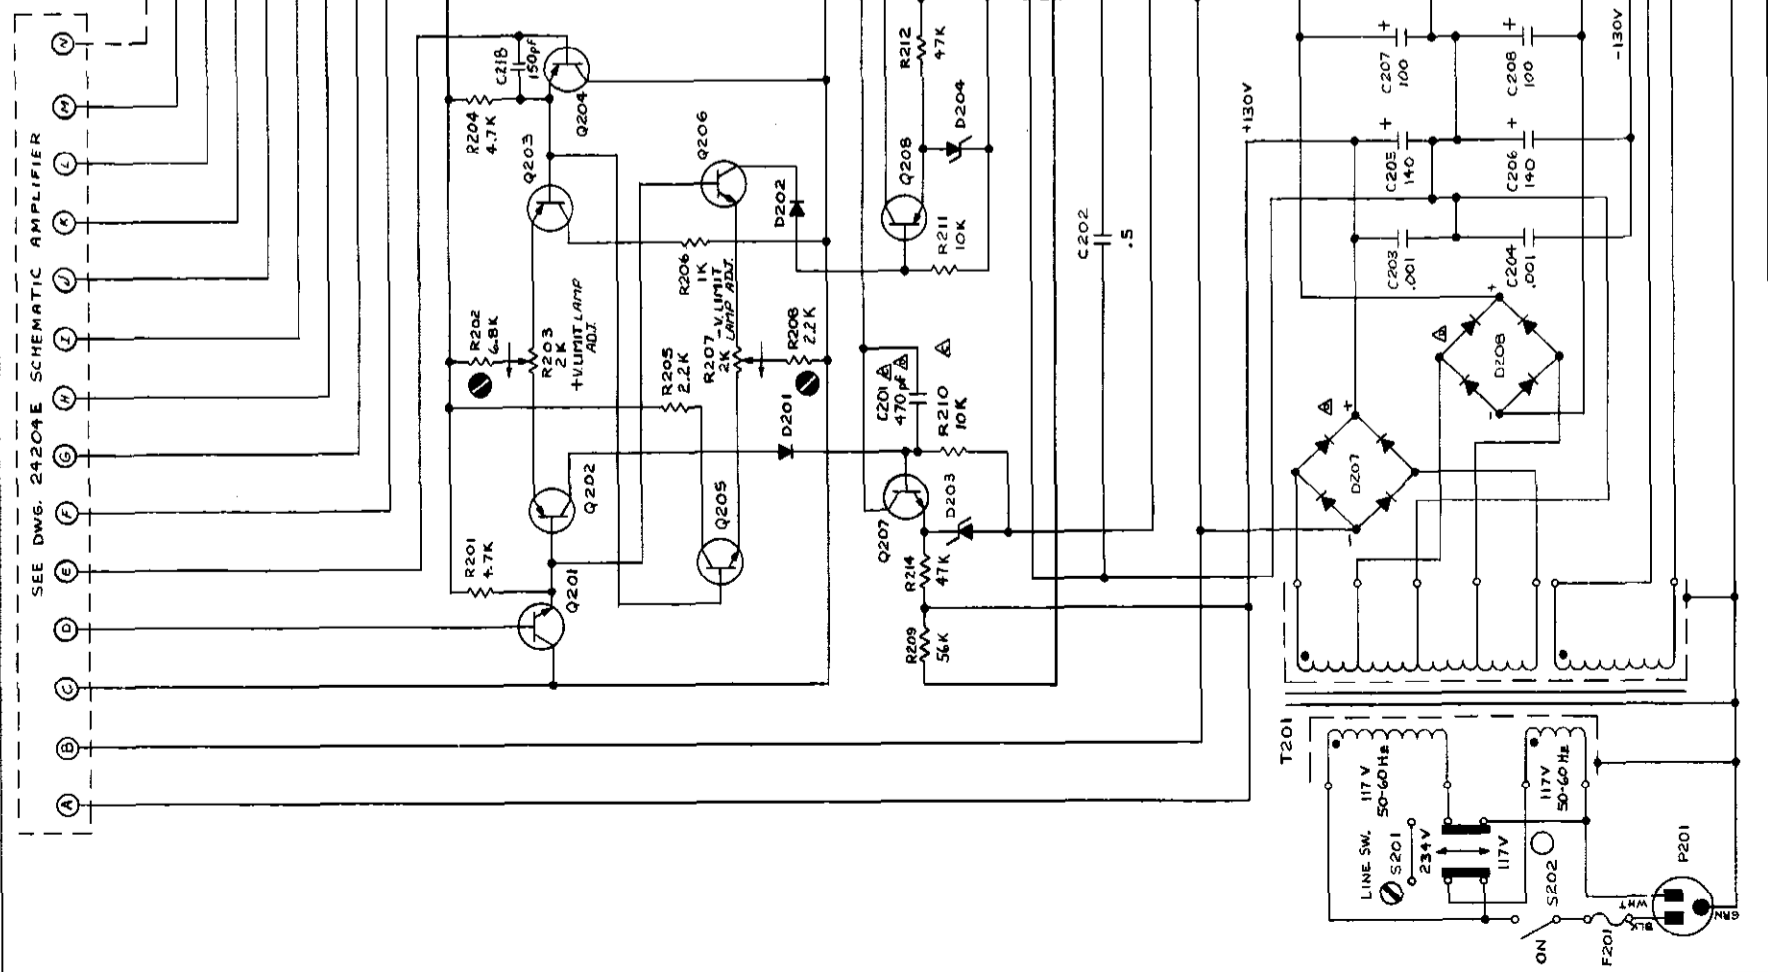 SEE DWG. 24204E SCHEMATIC AMPLIFIER
N
M
L
K
J
I
H
G
F
E
D
C
B
A
C218
150pf
R204
4.7K
Q204
Q203
R202
6.8K
R203
2K
+V.LIMIT LAMP
ADJ.
R201
4.7K
Q201
Q202
Q206
D202
R206
1K
R207
2K
-V. LIMIT
LAMP ADJ.
R208
2.2K
R205
2.2K
D201
Q205
R212
47K
D204
Q208
R211
10K
C201
470pf
R210
10K
D203
Q207
R214
47K
R209
56K
C202
.5
+130V
-130V
C207
100
+
C208
100
+
C205
140
+
C206
140
+
C203
.001
C204
.001
D208
+
-
D207
+
-
T201
117V
50-60Hz
117V
50-60Hz
LINE SW.
S201
234V
117V
S202
ON
F201
P201
WHT
BLK
GRN